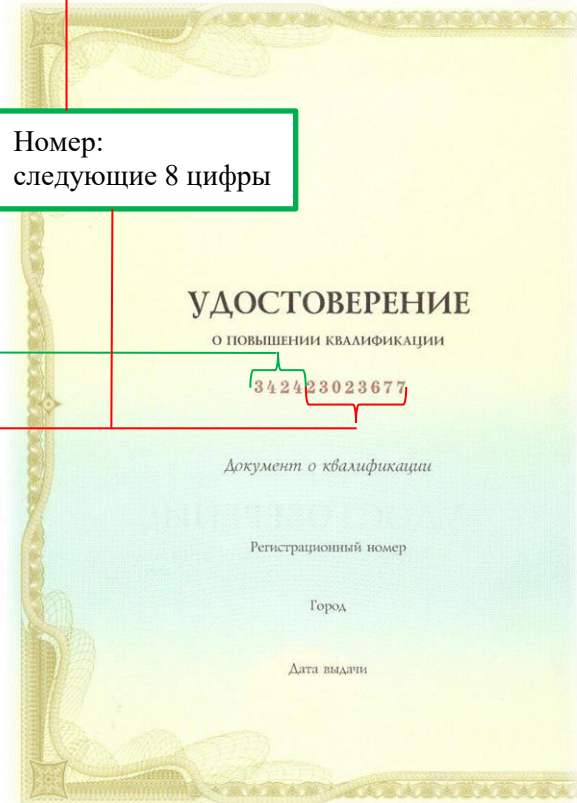 Номер:
следующие 8 цифры
УДОСТОВЕРЕНИЕ
О ПОВЫШЕНИИ КВАЛИФИКАЦИИ
342423023677
Документ о квалификации
Регистрационный номер
Город
Дата выдачи